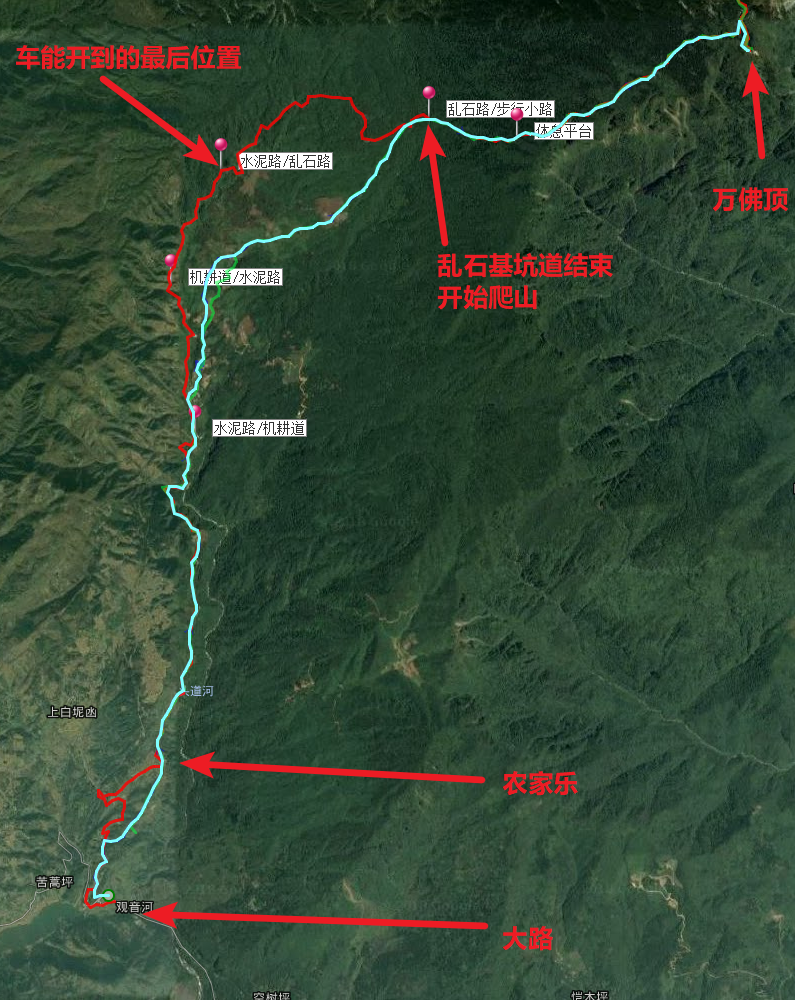 车能开到的最后位置
乱石路/步行小路
休息平台
水泥路/乱石路
万佛顶
乱石基坑道结束
开始爬山
机耕道/水泥路
水泥路/机耕道
道河
上白坭凼
农家乐
苦蒿坪
观音河
大路